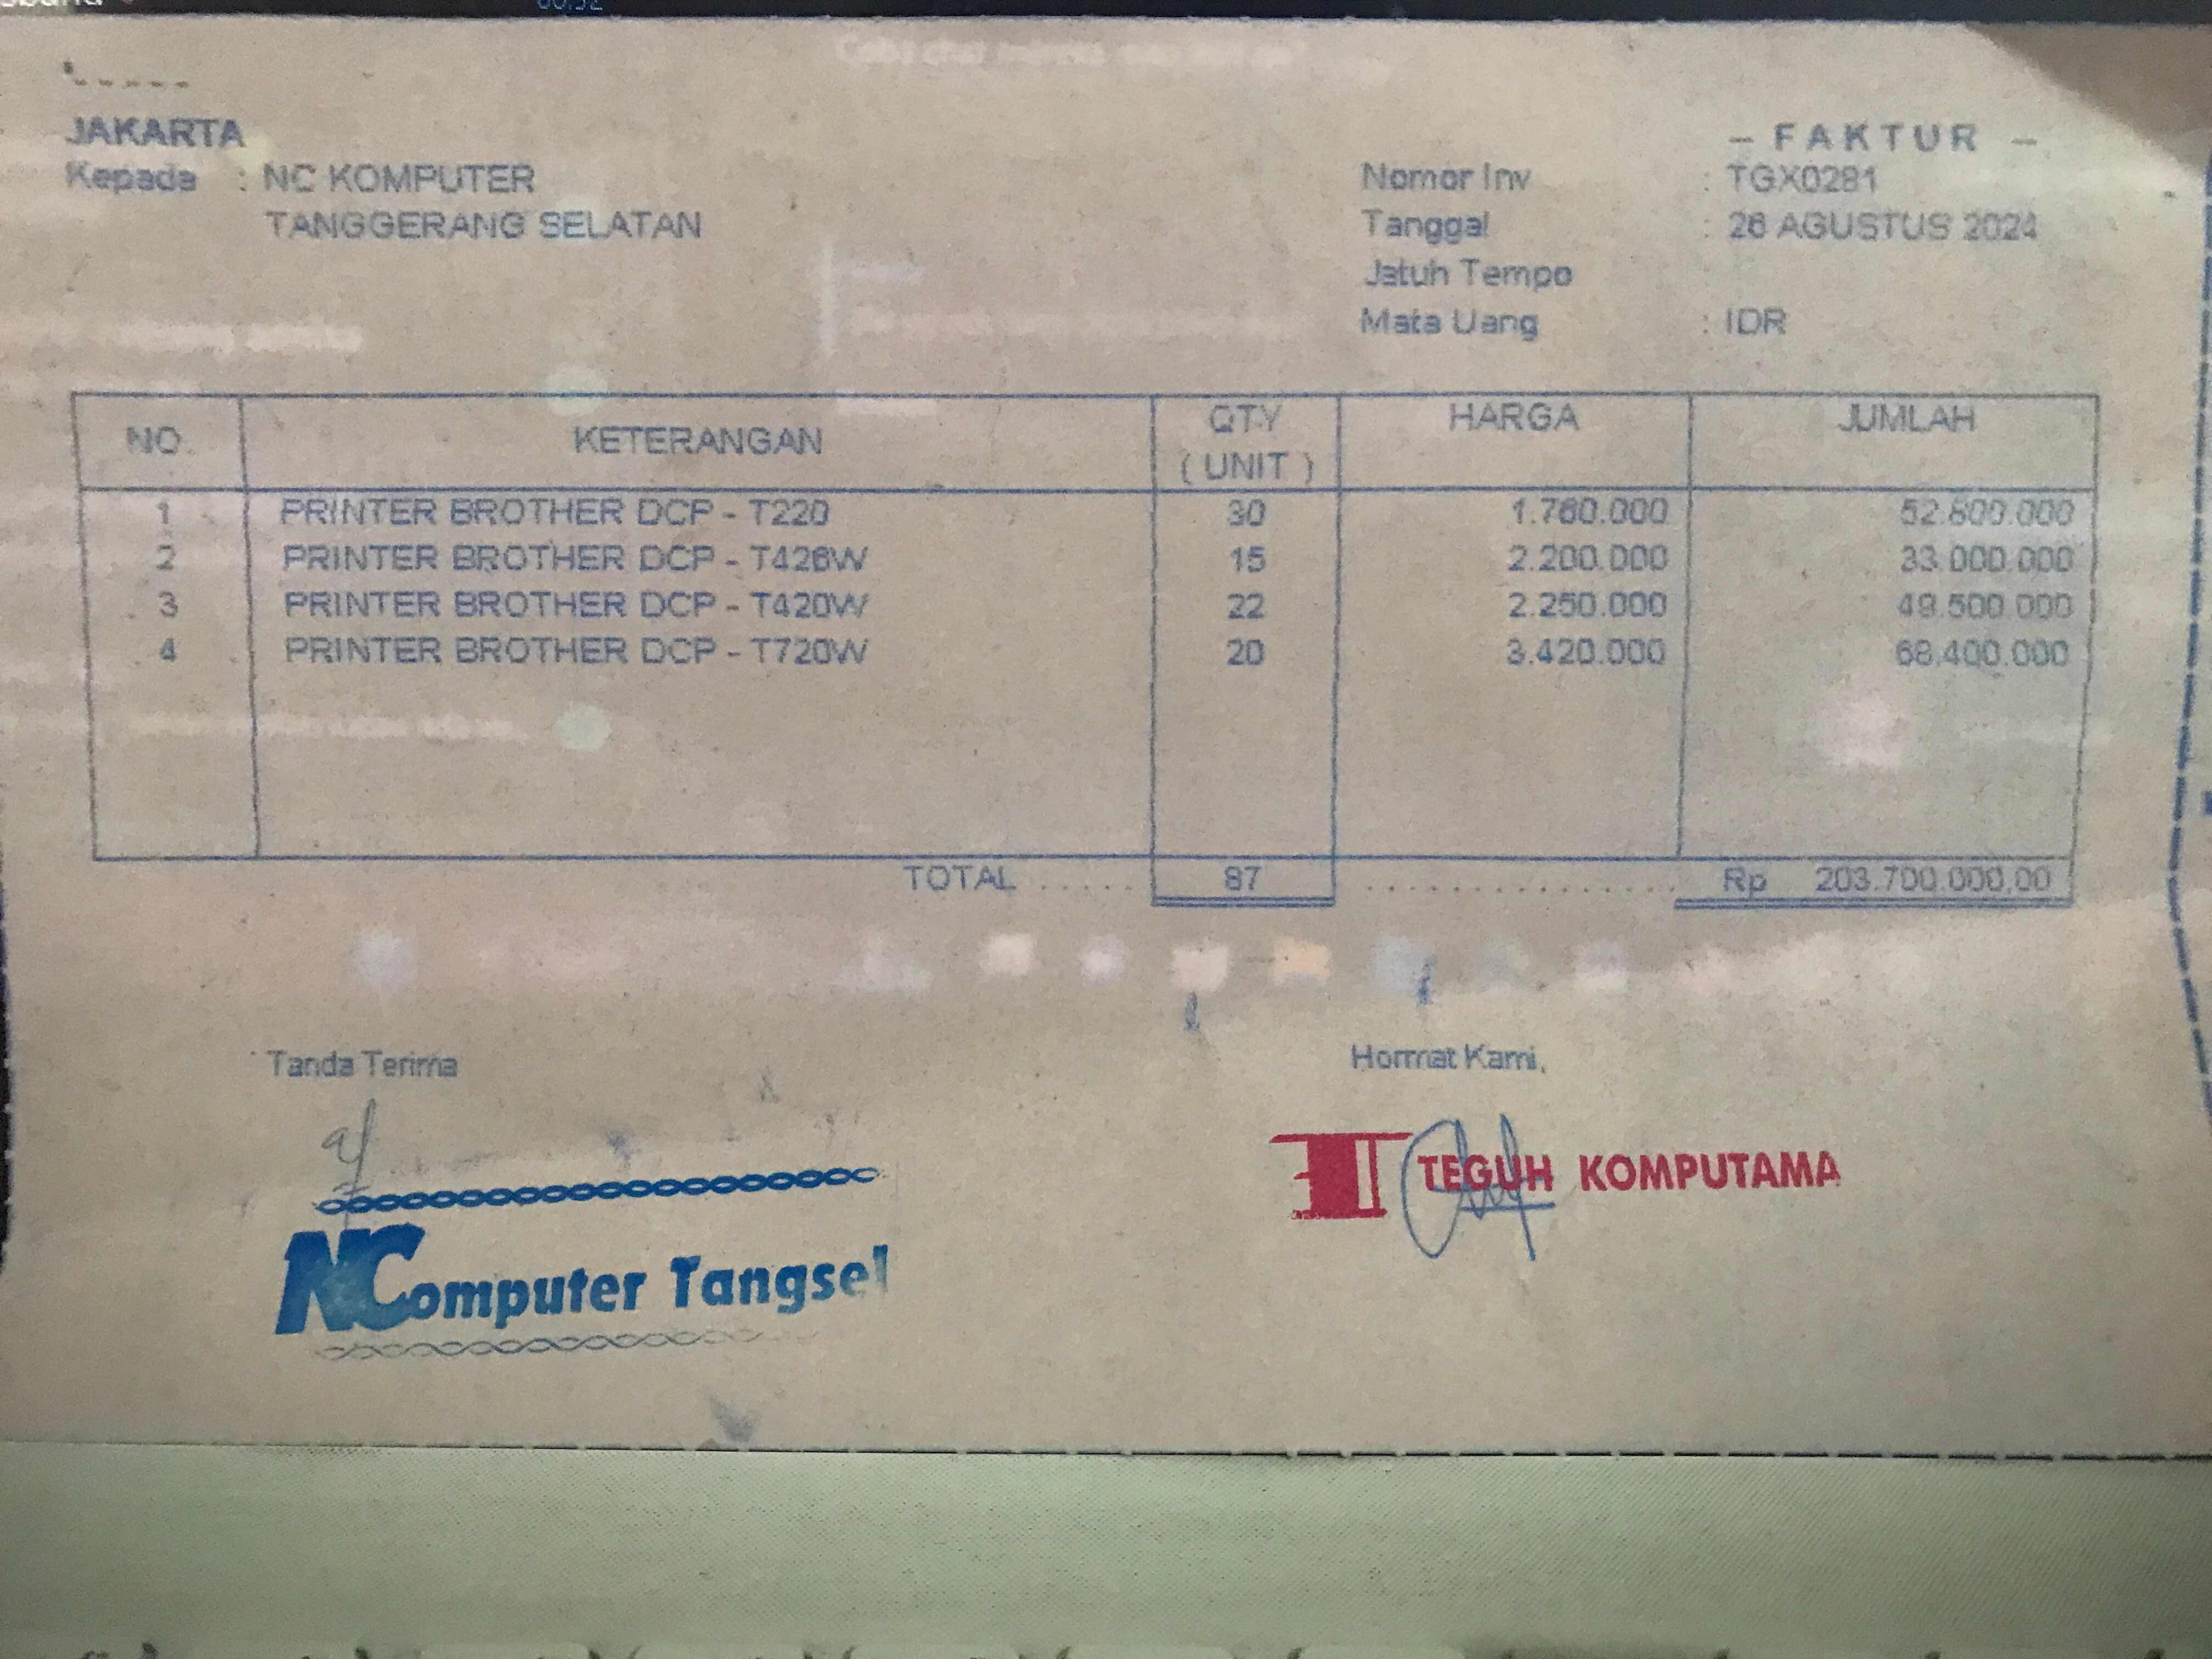 JAKARTA
- FAKTUR -
Kepada : NC KOMPUTER
Nomor Inv : TGX0281
TANGGERANG SELATAN
Tanggal : 26 AGUSTUS 2024
Jatuh Tempo
Mata Uang : IDR
NO. KETERANGAN QTY ( UNIT ) HARGA JUMLAH
1 PRINTER BROTHER DCP - T220 30 1.760.000 52.800.000
2 PRINTER BROTHER DCP - T426W 15 2.200.000 33.000.000
3 PRINTER BROTHER DCP - T420W 22 2.250.000 49.500.000
4 PRINTER BROTHER DCP - T720W 20 3.420.000 68.400.000
TOTAL ..... 87 ................ Rp 203.700.000,00
Tanda Terima
Hormat Kami,
TEGUH KOMPUTAMA
NComputer Tangsel